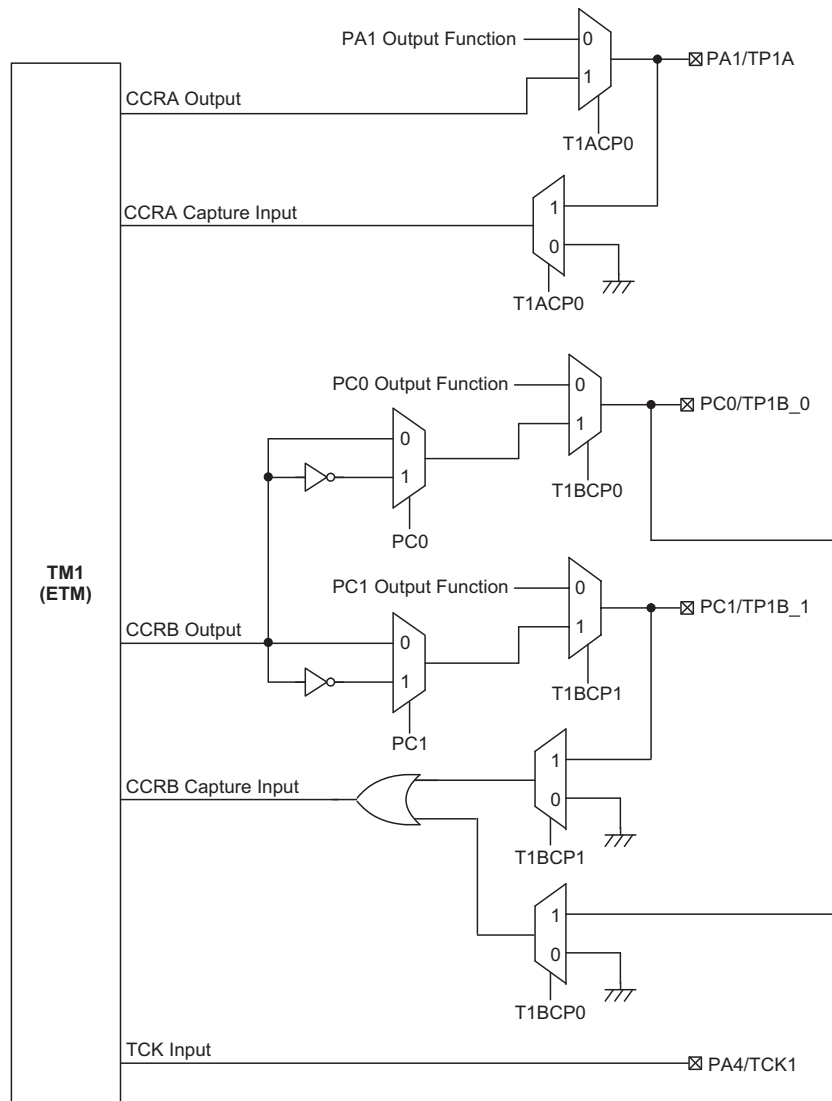 PA1 Output Function
0
1
PA1/TP1A
CCRA Output
T1ACP0
CCRA Capture Input
1
0
T1ACP0
PC0 Output Function
0
1
PC0/TP1B_0
0
1
T1BCP0
PC0
TM1
(ETM)
PC1 Output Function
0
1
PC1/TP1B_1
CCRB Output
0
1
T1BCP1
PC1
CCRB Capture Input
1
0
T1BCP1
1
0
T1BCP0
TCK Input
PA4/TCK1